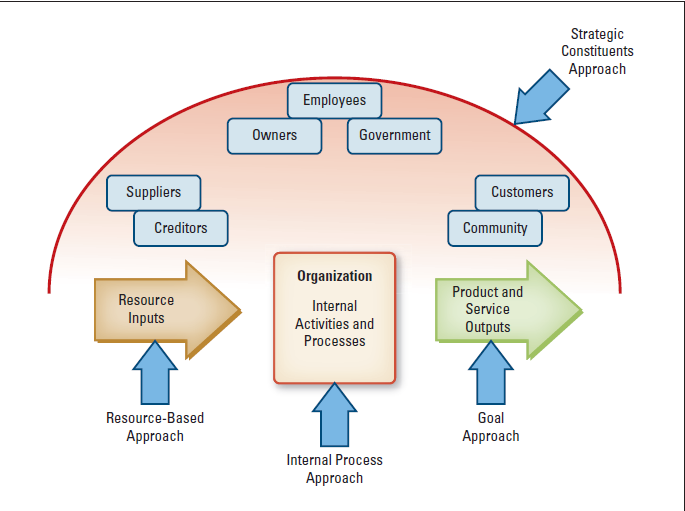 Strategic
Constituents
Approach
Employees
Owners
Government
Suppliers
Customers
Creditors
Community
Resource
Inputs
Organization
Internal
Activities and
Processes
Product and
Service
Outputs
Resource-Based
Approach
Internal Process
Approach
Goal
Approach